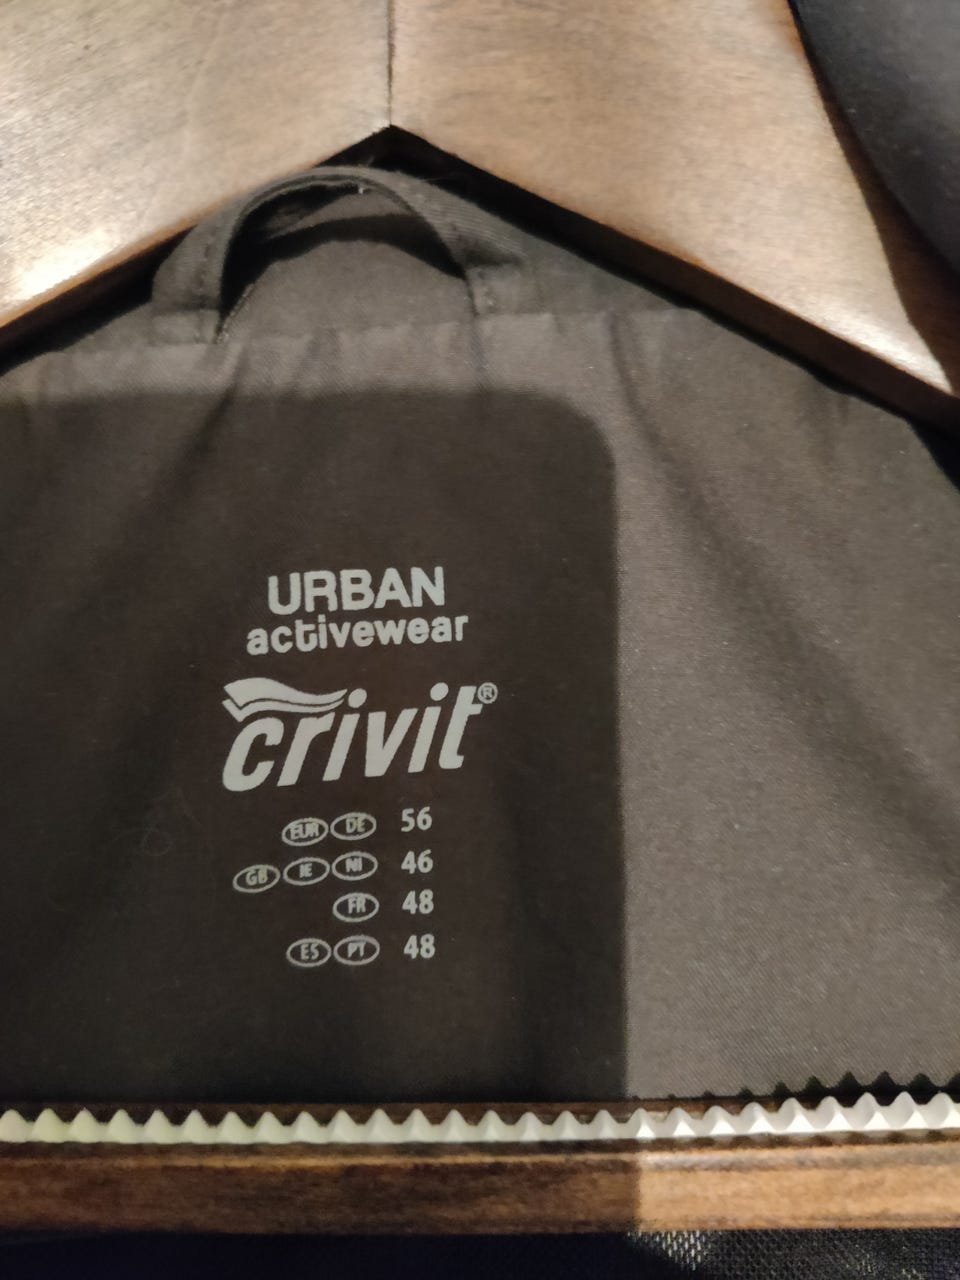 URBAN
activewear
crivit®
EUR DE 56
GB IE NI 46
FR 48
ES PT 48